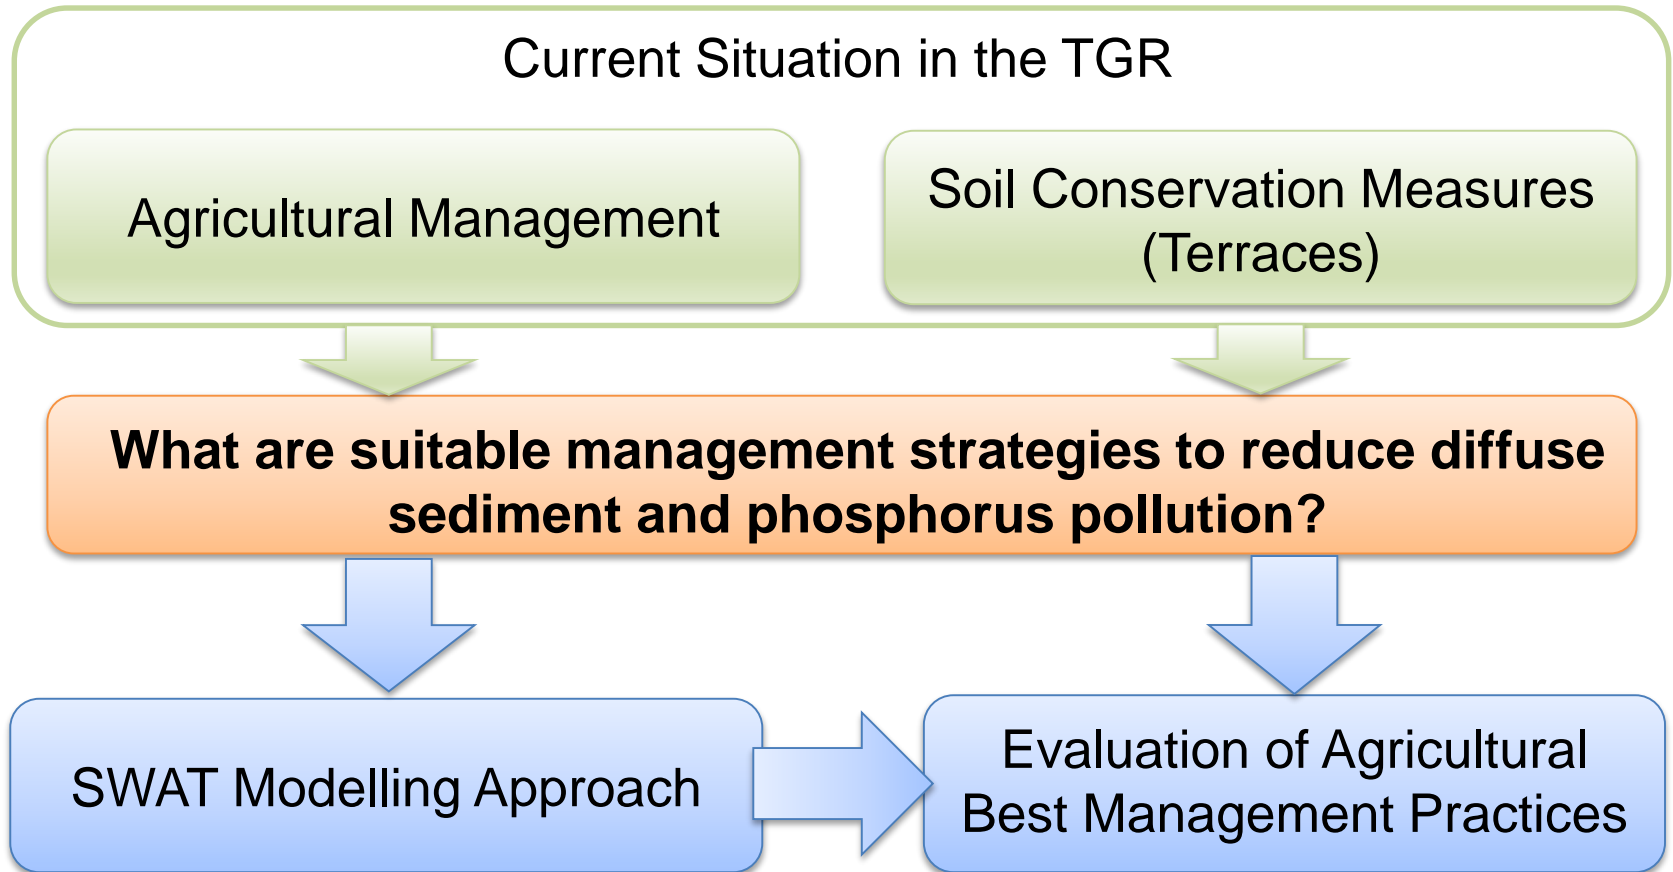 Current Situation in the TGR
Agricultural Management
Soil Conservation Measures
(Terraces)
What are suitable management strategies to reduce diffuse
sediment and phosphorus pollution?
SWAT Modelling Approach
Evaluation of Agricultural
Best Management Practices